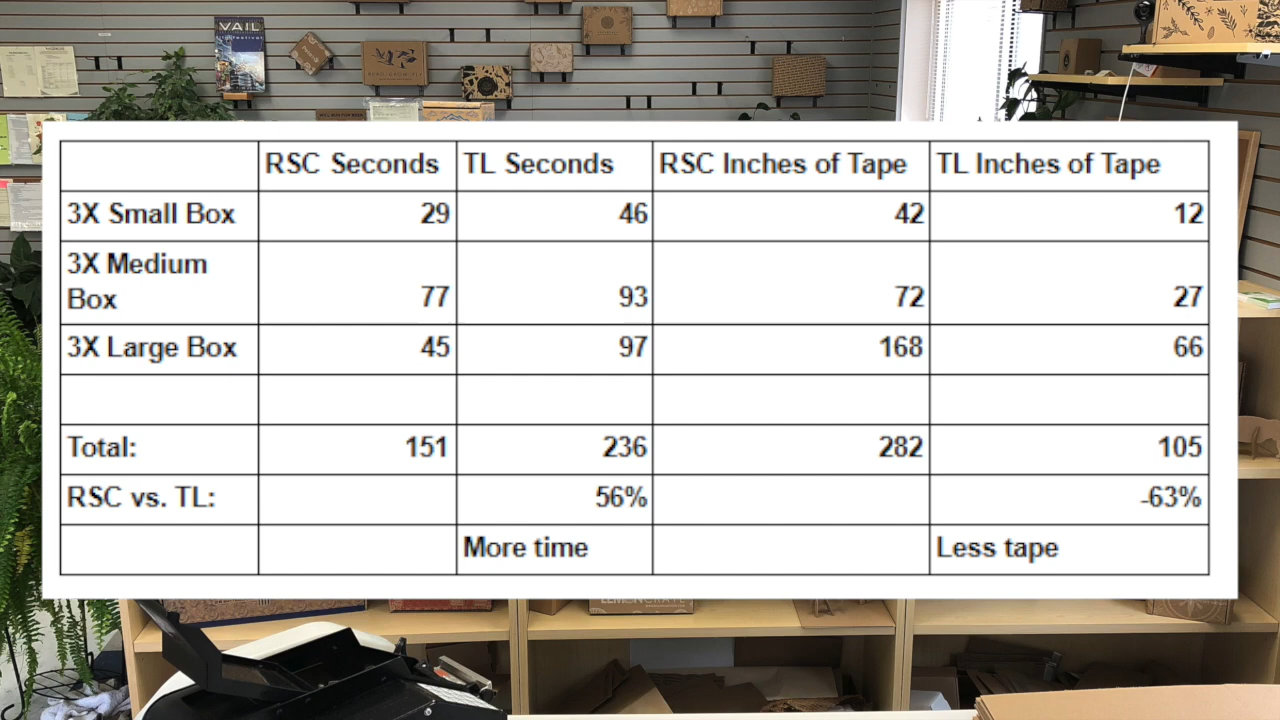 VAIL
RSC Seconds TL Seconds RSC Inches of Tape TL Inches of Tape
3X Small Box 29 46 42 12
3X Medium
Box 77 93 72 27
3X Large Box 45 97 168 66
Total: 151 236 282 105
RSC vs. TL: 56% -63%
More time Less tape